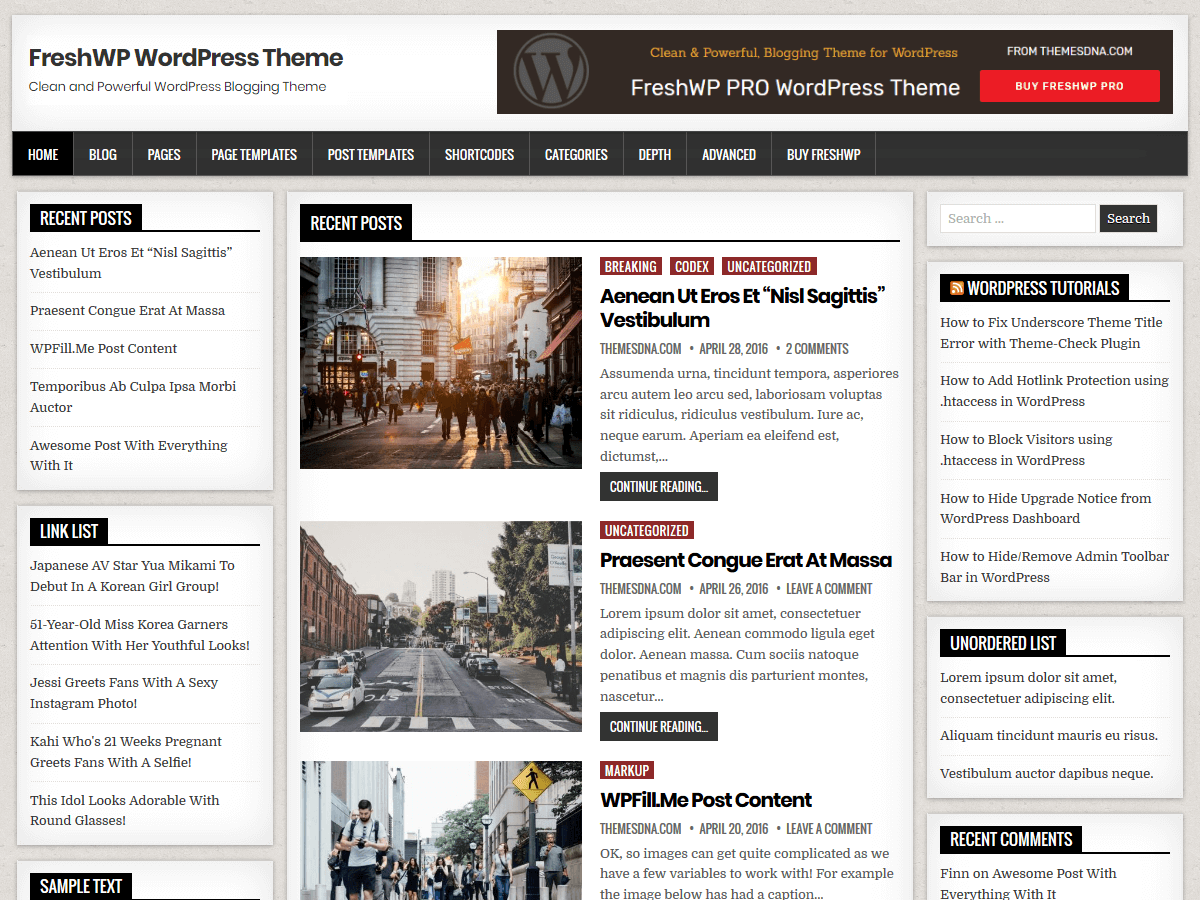 FreshWP WordPress Theme
Clean and Powerful WordPress Blogging Theme
Clean & Powerful, Blogging Theme for WordPress
FreshWP PRO WordPress Theme
FROM THEMESDNA.COM
BUY FRESHWP PRO
HOME
BLOG
PAGES
PAGE TEMPLATES
POST TEMPLATES
SHORTCODES
CATEGORIES
DEPTH
ADVANCED
BUY FRESHWP
RECENT POSTS
Aenean Ut Eros Et “Nisl Sagittis”
Vestibulum
Praesent Congue Erat At Massa
WPFill.Me Post Content
Temporibus Ab Culpa Ipsa Morbi
Auctor
Awesome Post With Everything
With It
LINK LIST
Japanese AV Star Yua Mikami To
Debut In A Korean Girl Group!
51-Year-Old Miss Korea Garners
Attention With Her Youthful Looks!
Jessi Greets Fans With A Sexy
Instagram Photo!
Kahi Who's 21 Weeks Pregnant
Greets Fans With A Selfie!
This Idol Looks Adorable With
Round Glasses!
SAMPLE TEXT
RECENT POSTS
BREAKING CODEX UNCATEGORIZED
Aenean Ut Eros Et “Nisl Sagittis”
Vestibulum
THEMESDNA.COM • APRIL 28, 2016 • 2 COMMENTS
Assumenda urna, tincidunt tempora, asperiores
arcu autem leo arcu sed, laboriosam voluptas
sit ridiculus, ridiculus vestibulum. Iure ac,
neque earum. Aperiam ea eleifend est,
dictumst,...
CONTINUE READING...
UNCATEGORIZED
Praesent Congue Erat At Massa
THEMESDNA.COM • APRIL 26, 2016 • LEAVE A COMMENT
Lorem ipsum dolor sit amet, consectetuer
adipiscing elit. Aenean commodo ligula eget
dolor. Aenean massa. Cum sociis natoque
penatibus et magnis dis parturient montes,
nascetur...
CONTINUE READING...
MARKUP
WPFill.Me Post Content
THEMESDNA.COM • APRIL 20, 2016 • LEAVE A COMMENT
OK, so images can get quite complicated as we
have a few variables to work with! For example
the image below has had a caption...
Search ...
Search
WORDPRESS TUTORIALS
How to Fix Underscore Theme Title
Error with Theme-Check Plugin
How to Add Hotlink Protection using
.htaccess in WordPress
How to Block Visitors using
.htaccess in WordPress
How to Hide Upgrade Notice from
WordPress Dashboard
How to Hide/Remove Admin Toolbar
Bar in WordPress
UNORDERED LIST
Lorem ipsum dolor sit amet,
consectetuer adipiscing elit.
Aliquam tincidunt mauris eu risus.
Vestibulum auctor dapibus neque.
RECENT COMMENTS
Finn on Awesome Post With
Everything With It